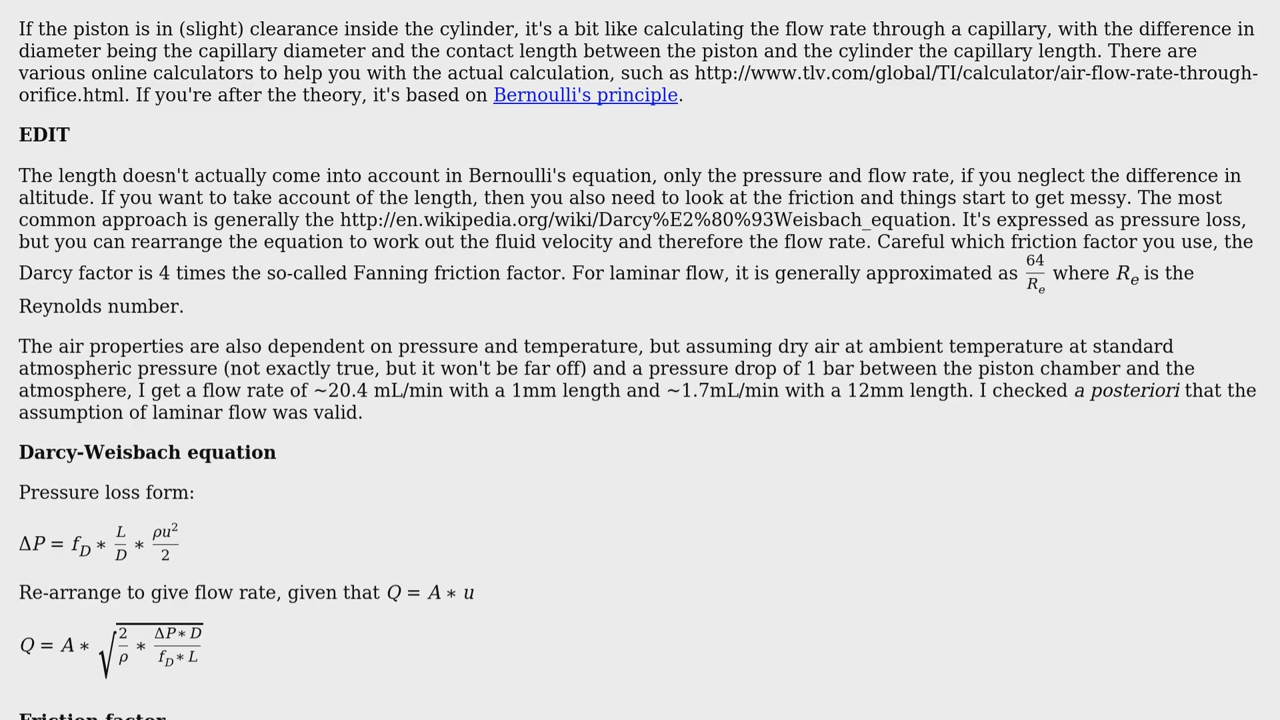 If the piston is in (slight) clearance inside the cylinder, it's a bit like calculating the flow rate through a capillary, with the difference in
diameter being the capillary diameter and the contact length between the piston and the cylinder the capillary length. There are
various online calculators to help you with the actual calculation, such as http://www.tlv.com/global/TI/calculator/air-flow-rate-through-
orifice.html. If you're after the theory, it's based on Bernoulli's principle.
EDIT
The length doesn't actually come into account in Bernoulli's equation, only the pressure and flow rate, if you neglect the difference in
altitude. If you want to take account of the length, then you also need to look at the friction and things start to get messy. The most
common approach is generally the http://en.wikipedia.org/wiki/Darcy%E2%80%93Weisbach_equation. It's expressed as pressure loss,
but you can rearrange the equation to work out the fluid velocity and therefore the flow rate. Careful which friction factor you use, the
Darcy factor is 4 times the so-called Fanning friction factor. For laminar flow, it is generally approximated as $\frac{64}{R_e}$ where $R_e$ is the
Reynolds number.
The air properties are also dependent on pressure and temperature, but assuming dry air at ambient temperature at standard
atmospheric pressure (not exactly true, but it won't be far off) and a pressure drop of 1 bar between the piston chamber and the
atmosphere, I get a flow rate of ~20.4 mL/min with a 1mm length and ~1.7mL/min with a 12mm length. I checked a posteriori that the
assumption of laminar flow was valid.
Darcy-Weisbach equation
Pressure loss form:
$\Delta P = f_D * \frac{L}{D} * \frac{\rho u^2}{2}$
Re-arrange to give flow rate, given that $Q = A * u$
$Q = A * \sqrt{\frac{2}{\rho} * \frac{\Delta P * D}{f_D * L}}$
Friction factor